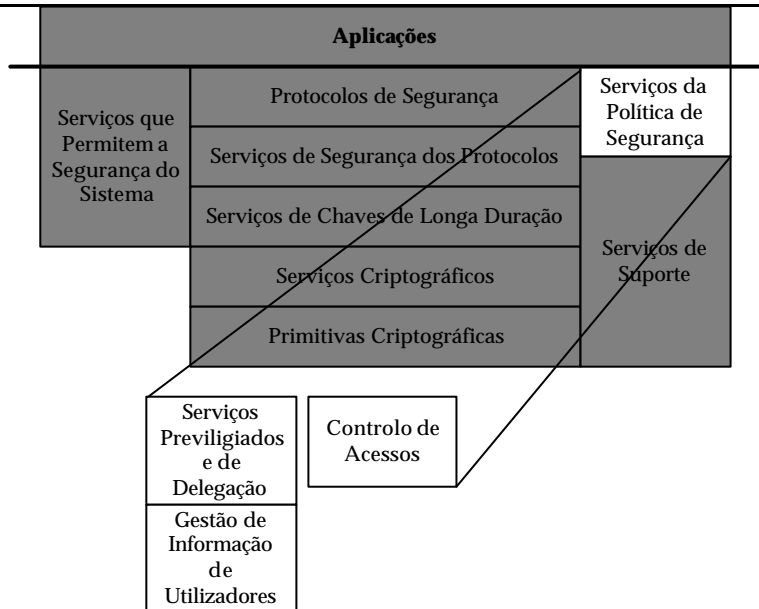 Aplicações
Protocolos de Segurança
Serviços da
Política de
Segurança
Serviços que
Permitem a
Segurança do
Sistema
Serviços de Segurança dos Protocolos
Serviços de Chaves de Longa Duração
Serviços de
Suporte
Serviços Criptográficos
Primitivas Criptográficas
Serviços
Previligiados
e de
Delegação
Controlo de
Acessos
Gestão de
Informação
de
Utilizadores